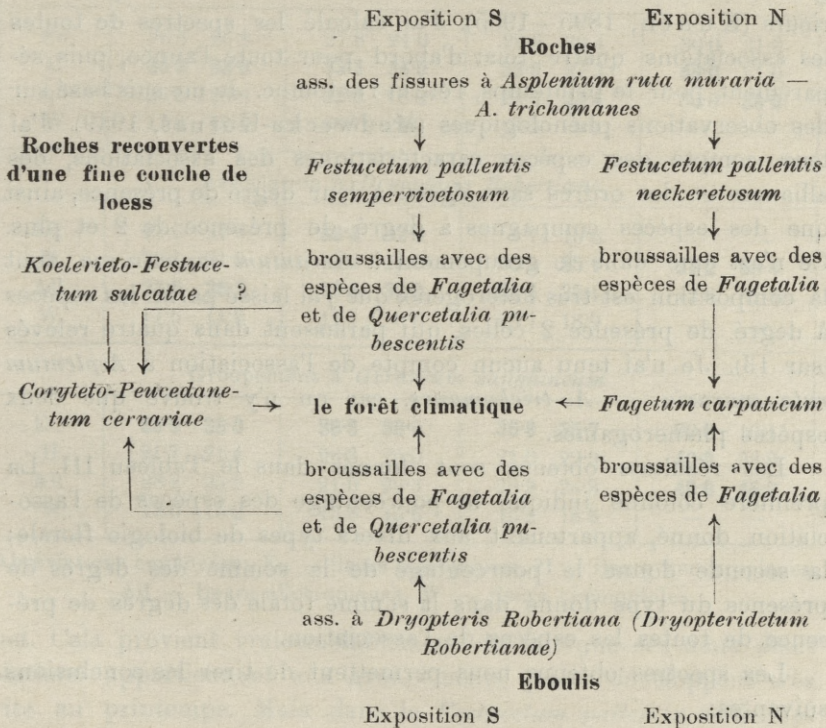 Exposition S Exposition N
Roches
ass. des fissures à Asplenium ruta muraria —
A. trichomanes
Roches recouvertes
d'une fine couche de
loess
Festucetum pallentis
sempervivetosum
Festucetum pallentis
neckeretosum
Koelerieto-Festuce-
tum sulcatae ?
broussailles avec des
espèces de Fagetalia
et de Quercetalia pu-
bescentis
broussailles avec des
espèces de Fagetalia
Coryleto-Peucedane-
tum cervariae
le forêt climatique
Fagetum carpaticum
broussailles avec des
espèces de Fagetalia
et de Quercetalia pu-
bescentis
broussailles avec des
espèces de Fagetalia
ass. à Dryopteris Robertiana (Dryopteridetum
Robertianae)
Eboulis
Exposition S Exposition N